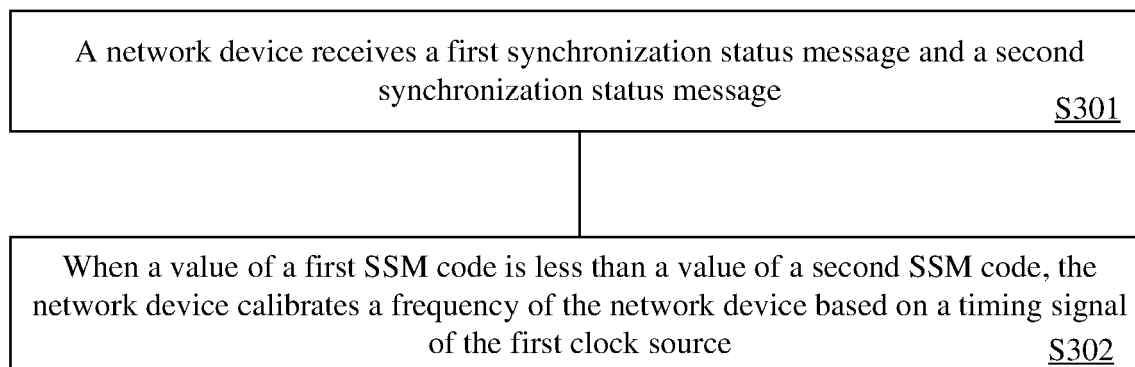 A network device receives a first synchronization status message and a second
synchronization status message
S301
When a value of a first SSM code is less than a value of a second SSM code, the
network device calibrates a frequency of the network device based on a timing signal
of the first clock source
S302